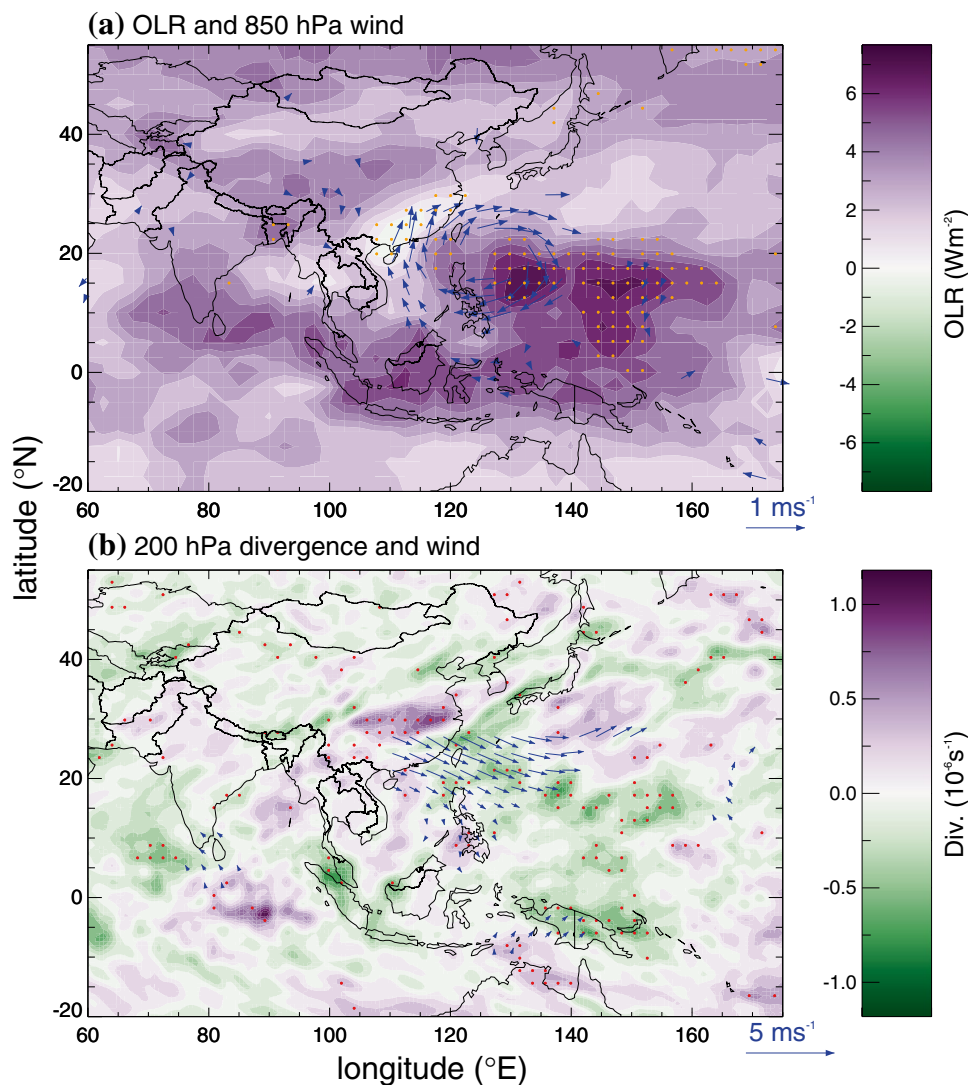 (a) OLR and 850 hPa wind
40
20
0
-20
60 80 100 120 140 160
1 ms⁻¹
6
4
2
0
-2
-4
-6
OLR (Wm⁻²)
latitude (°N)
(b) 200 hPa divergence and wind
40
20
0
-20
60 80 100 120 140 160
5 ms⁻¹
longitude (°E)
1.0
0.5
0.0
-0.5
-1.0
Div. (10⁻⁶s⁻¹)